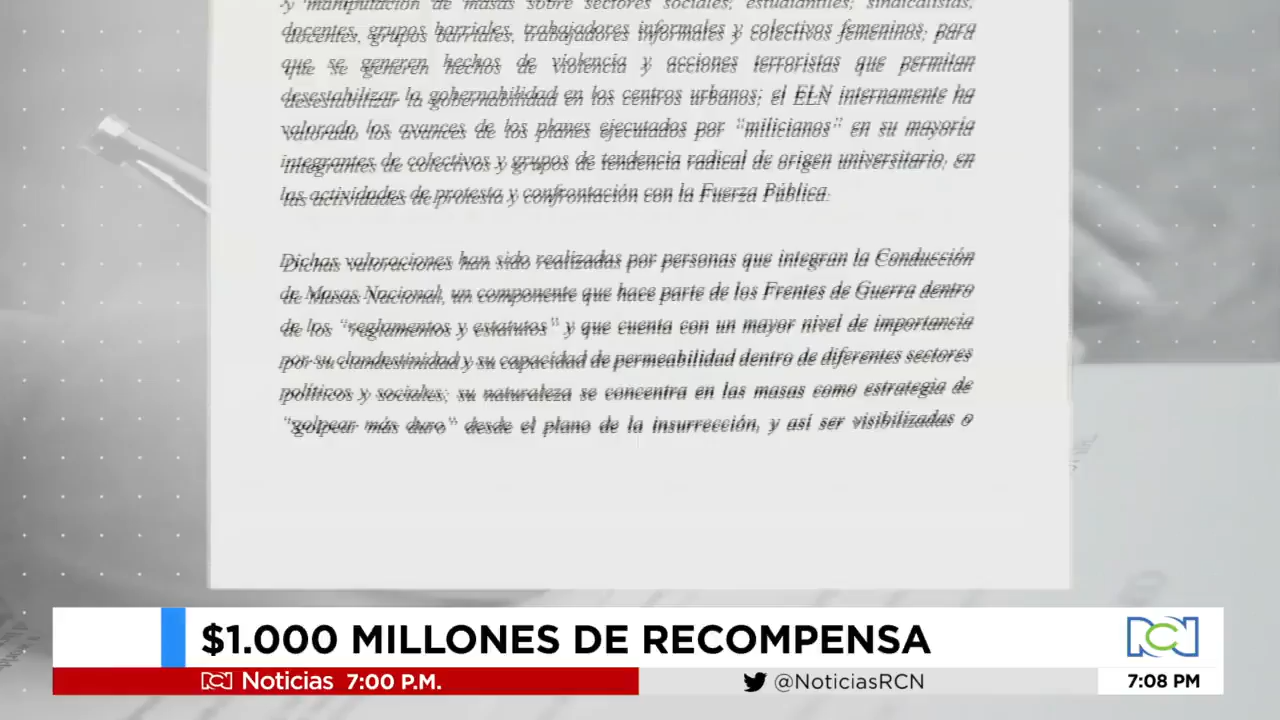 y manipulación de masas sobre sectores sociales; estudiantiles; sindicalistas,
docentes, grupos barriales, trabajadores informales y colectivos femeninos; para
que se generen hechos de violencia y acciones terroristas que permitan
desestabilizar la gobernabilidad en los centros urbanos; el ELN internamente ha
valorado los avances de los planes ejecutados por "milicianos" en su mayoría
integrantes de colectivos y grupos de tendencia radical de origen universitario, en
las actividades de protesta y confrontación con la Fuerza Pública.
Dichas valoraciones han sido realizadas por personas que integran la Conducción
de Masas Nacional, un componente que hace parte de los Frentes de Guerra dentro
de los "reglamentos y estatutos" y que cuenta con un mayor nivel de importancia
por su clandestinidad y su capacidad de permeabilidad dentro de diferentes sectores
políticos y sociales; su naturaleza se concentra en las masas como estrategia de
"golpear más duro" desde el plano de la insurrección, y así ser visibilizadas o
$1.000 MILLONES DE RECOMPENSA
RCN
RCN Noticias 7:00 P.M.
@NoticiasRCN
7:08 PM